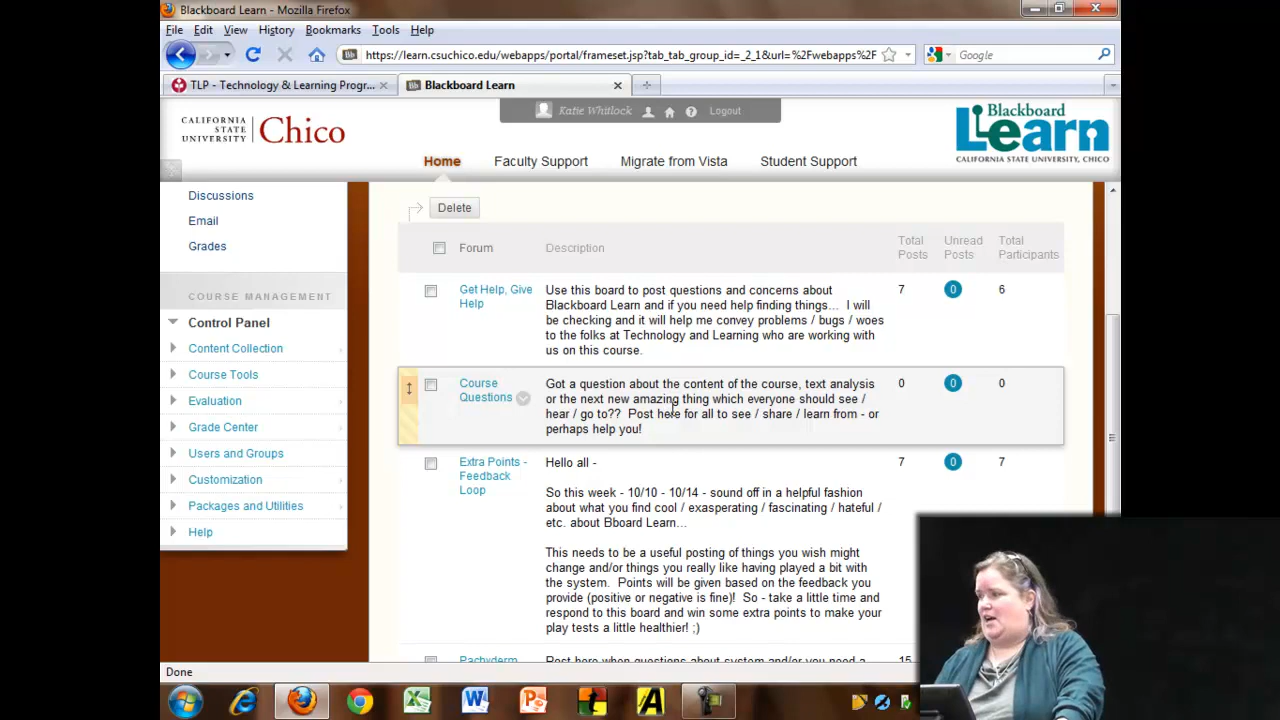 Blackboard Learn - Mozilla Firefox
File Edit View History Bookmarks Tools Help
https://learn.csuchico.edu/webapps/portal/frameset.jsp?tab_tab_group_id=_2_1&url=%2Fwebapps%2F
Google
TLP - Technology & Learning Progr...
Blackboard Learn
Katie Whitlock Logout
CALIFORNIA
STATE
UNIVERSITY,
Chico
Blackboard
Learn
CALIFORNIA STATE UNIVERSITY, CHICO
Home Faculty Support Migrate from Vista Student Support
Discussions
Email
Grades
COURSE MANAGEMENT
Control Panel
Content Collection
Course Tools
Evaluation
Grade Center
Users and Groups
Customization
Packages and Utilities
Help
Delete
Forum Description
Total
Posts
Unread
Posts
Total
Participants
Get Help, Give
Help
Use this board to post questions and concerns about
Blackboard Learn and if you need help finding things... I will
be checking and it will help me convey problems / bugs / woes
to the folks at Technology and Learning who are working with
us on this course.
7 0 6
Course
Questions
Got a question about the content of the course, text analysis
or the next new amazing thing which everyone should see /
hear / go to?? Post here for all to see / share / learn from - or
perhaps help you!
0 0 0
Extra Points -
Feedback
Loop
Hello all -
So this week - 10/10 - 10/14 - sound off in a helpful fashion
about what you find cool / exasperating / fascinating / hateful /
etc. about Bboard Learn...
This needs to be a useful posting of things you wish might
change and/or things you really like having played a bit with
the system. Points will be given based on the feedback you
provide (positive or negative is fine)! So - take a little time and
respond to this board and win some extra points to make your
play tests a little healthier! ;)
7 0 7
Pachyderm
Post here when questions about system and/or you need a
15
Done